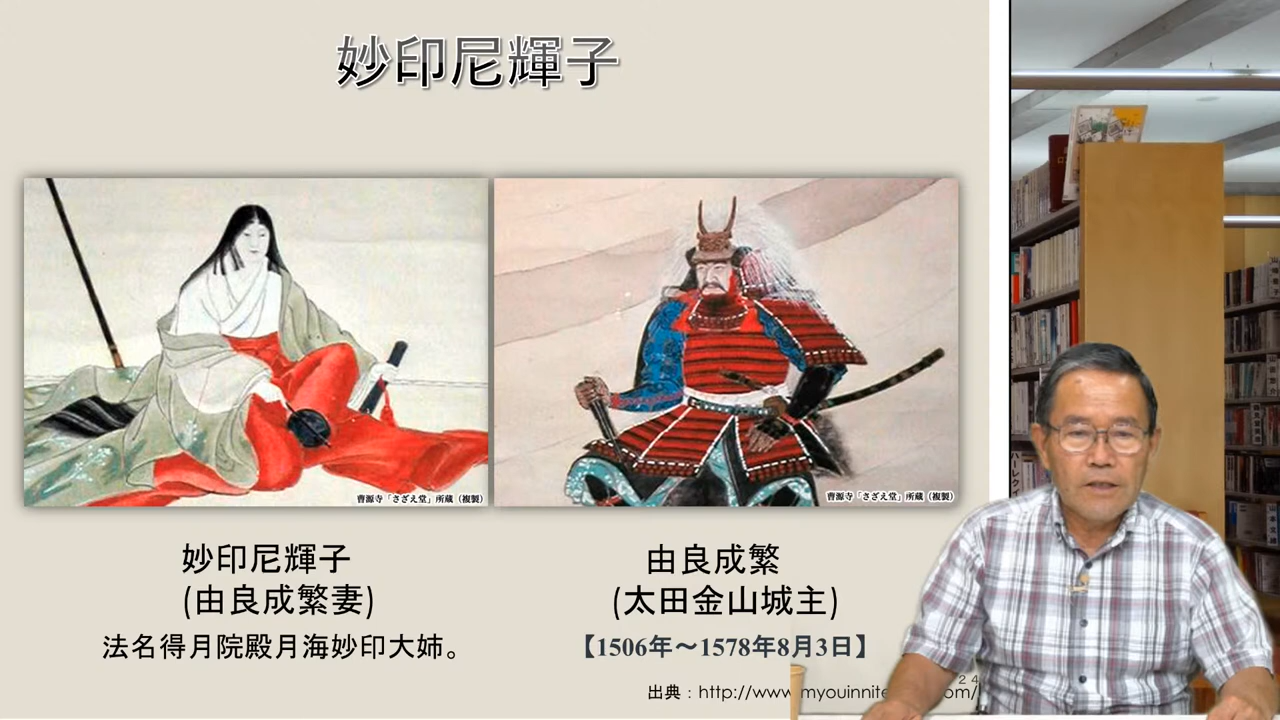 妙印尼輝子
曹源寺「さざえ堂」所蔵（複製）
曹源寺「さざえ堂」所蔵（複製）
妙印尼輝子
(由良成繁妻)
法名得月院殿月海妙印大姉。
由良成繁
(太田金山城主)
【1506年～1578年8月3日】
出典：http://www.myouinnite
om/
24